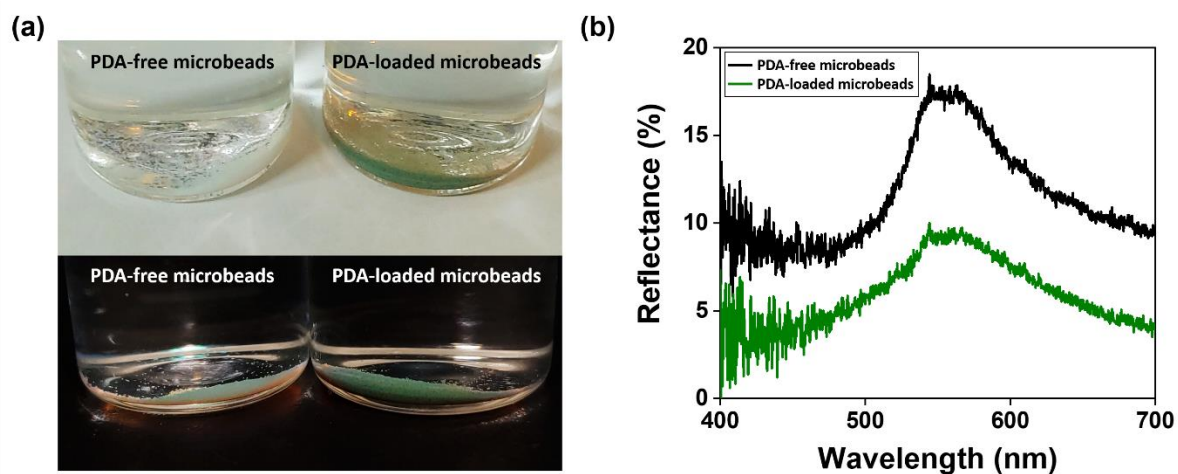 (a)
PDA-free microbeads
PDA-loaded microbeads
PDA-free microbeads
PDA-loaded microbeads
(b)
PDA-free microbeads
PDA-loaded microbeads
Reflectance (%)
20
15
10
5
0
400
500
600
700
Wavelength (nm)